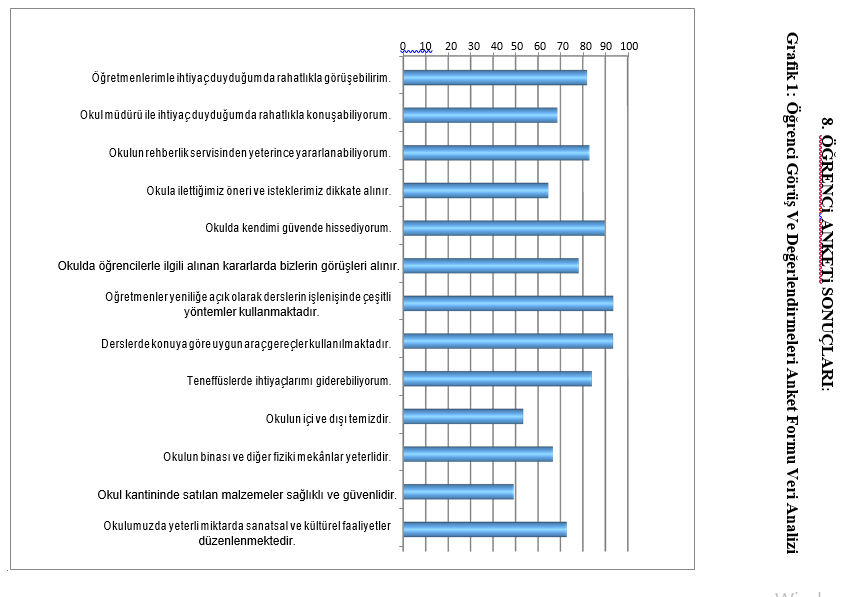 8. ÖĞRENCİ ANKETİ SONUÇLARI:
Grafik 1: Öğrenci Görüş Ve Değerlendirmeleri Anket Formu Veri Analizi
0 10 20 30 40 50 60 70 80 90 100
Öğretmenlerimle ihtiyaç duyduğumda rahatlıkla görüşebilirim.
Okul müdürü ile ihtiyaç duyduğumda rahatlıkla konuşabiliyorum.
Okulun rehberlik servisinden yeterince yararlanabiliyorum.
Okula ilettiğimiz öneri ve isteklerimiz dikkate alınır.
Okulda kendimi güvende hissediyorum.
Okulda öğrencilerle ilgili alınan kararlarda bizlerin görüşleri alınır.
Öğretmenler yeniliğe açık olarak derslerin işlenişinde çeşitli
yöntemler kullanmaktadır.
Derslerde konuya göre uygun araç gereçler kullanılmaktadır.
Teneffüslerde ihtiyaçlarımı giderebiliyorum.
Okulun içi ve dışı temizdir.
Okulun binası ve diğer fiziki mekânlar yeterlidir.
Okul kantininde satılan malzemeler sağlıklı ve güvenlidir.
Okulumuzda yeterli miktarda sanatsal ve kültürel faaliyetler
düzenlenmektedir.